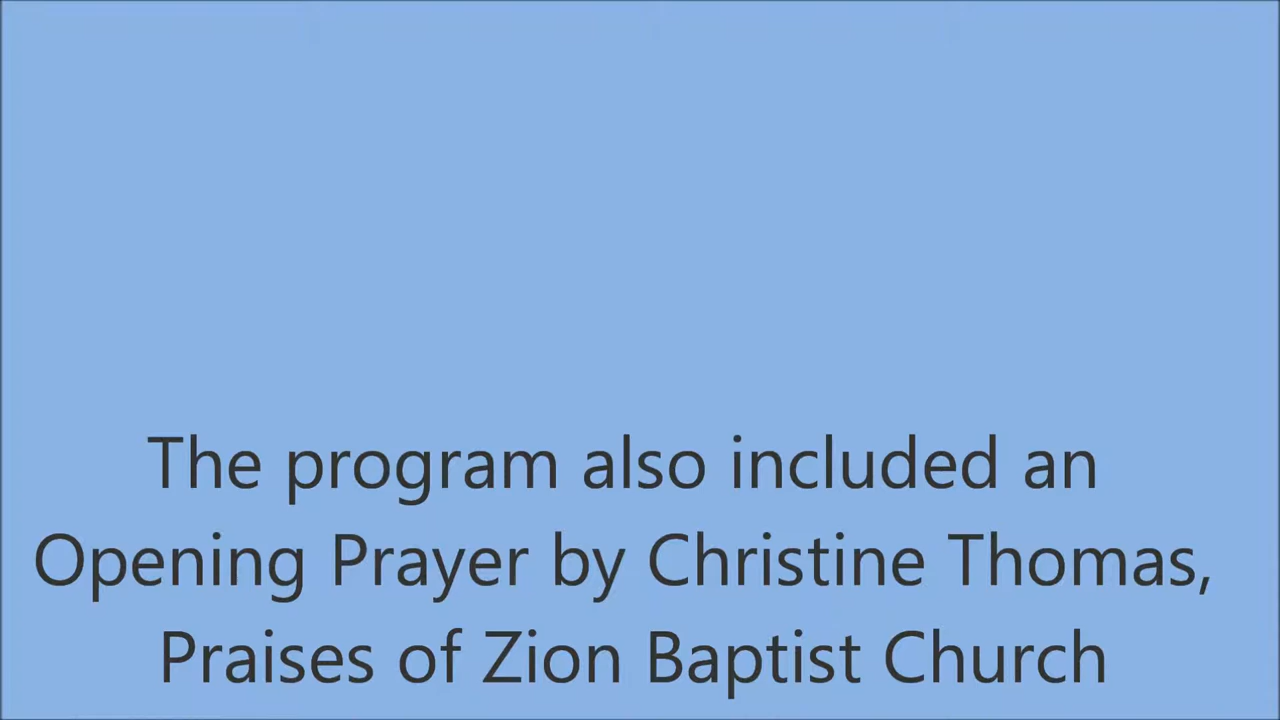 The program also included an
Opening Prayer by Christine Thomas,
Praises of Zion Baptist Church